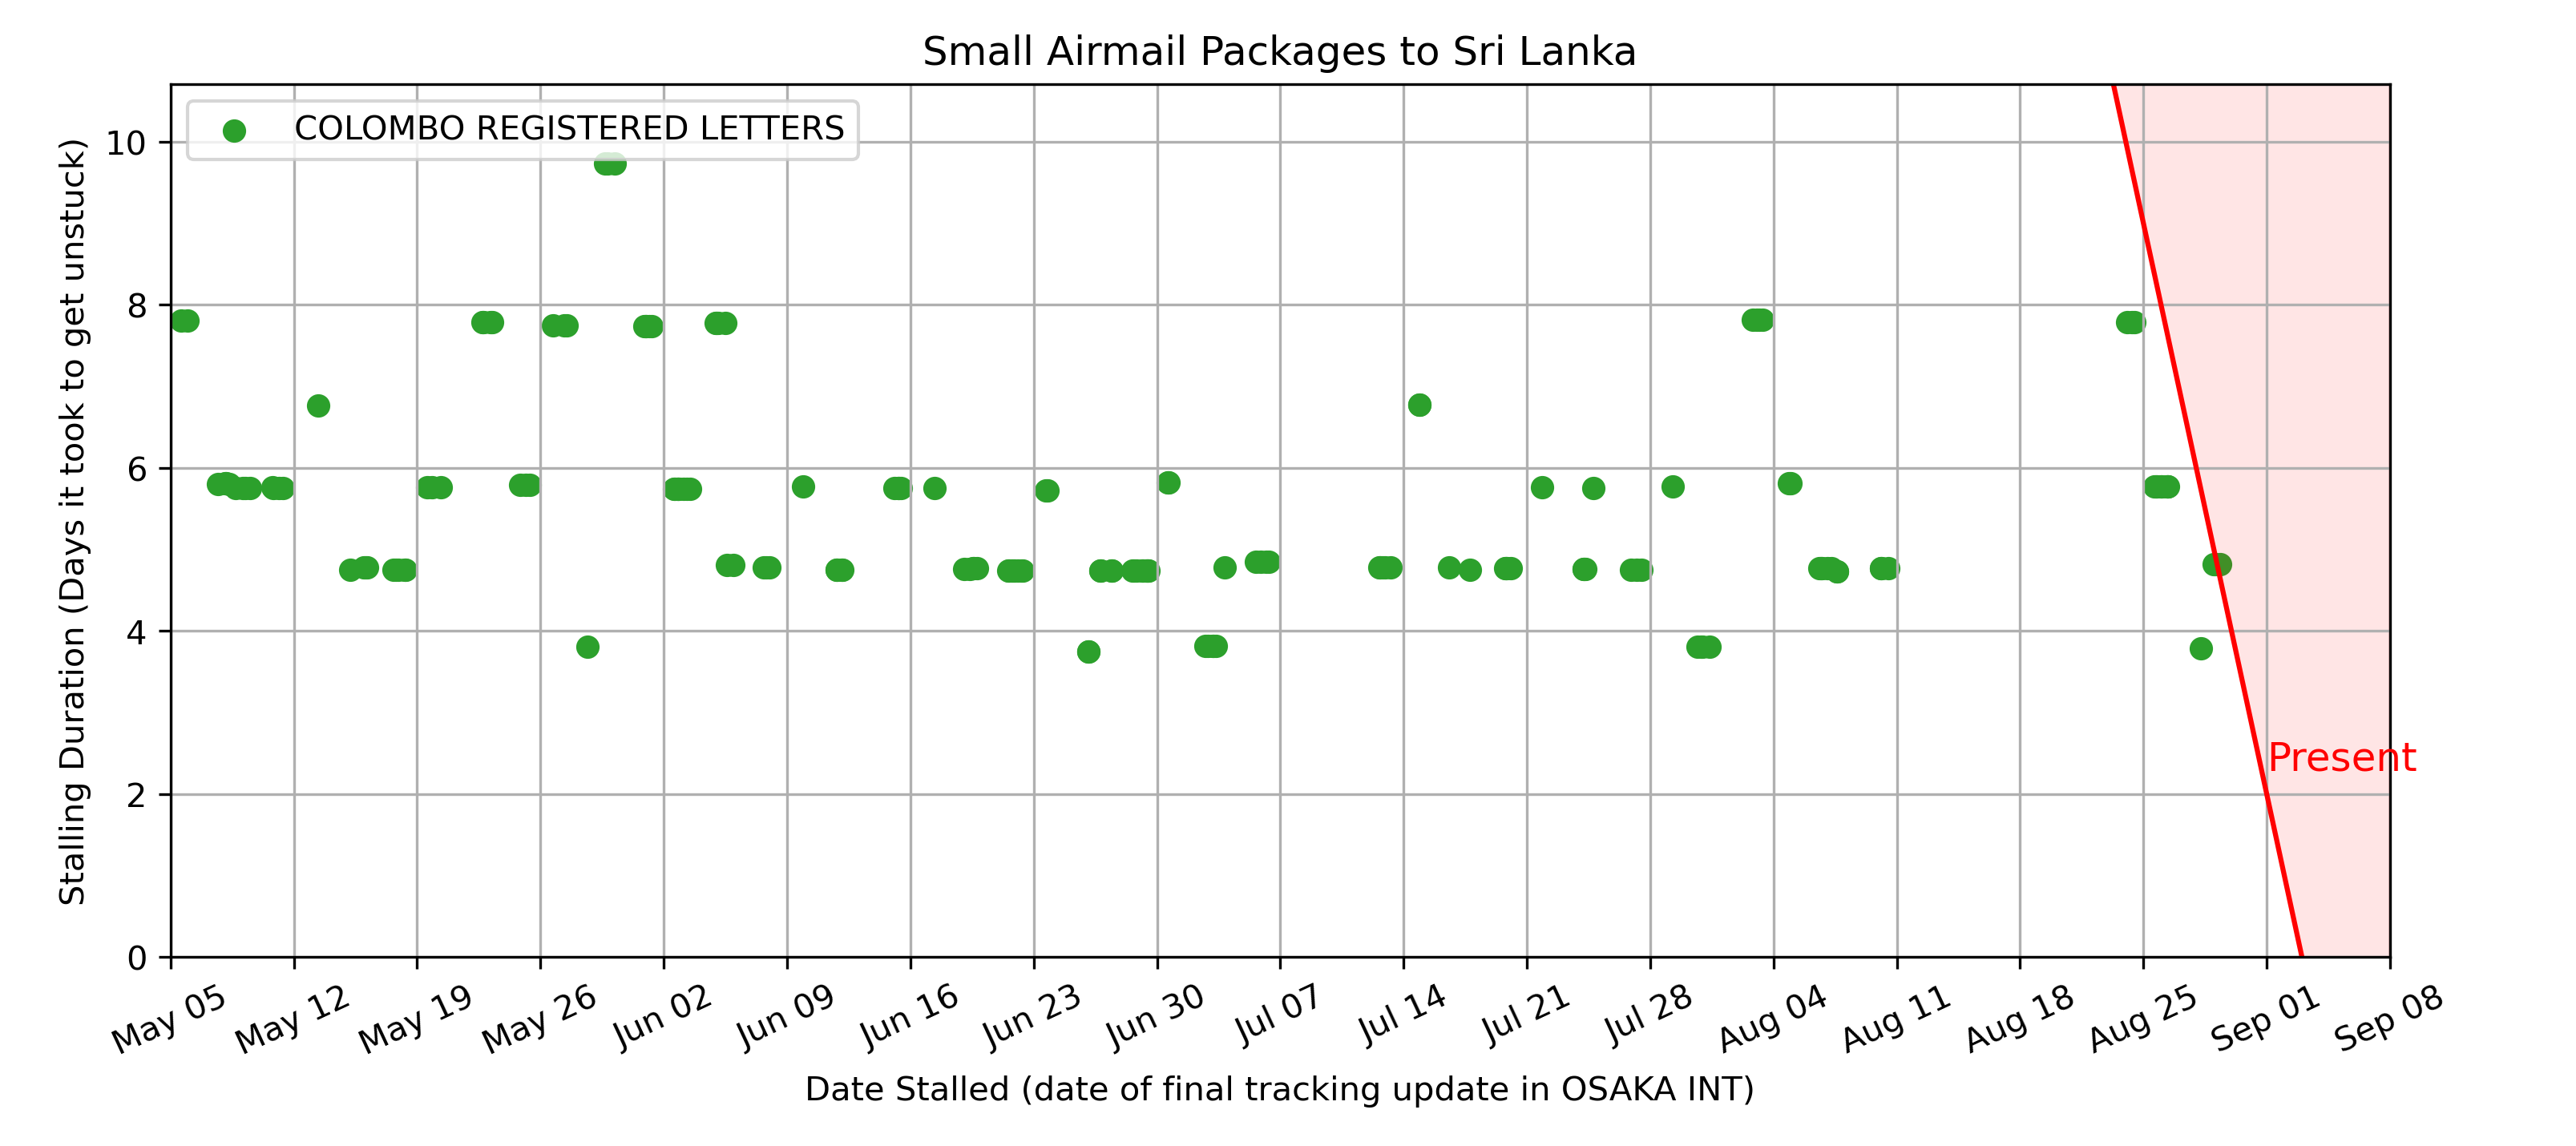 Small Airmail Packages to Sri Lanka
COLOMBO REGISTERED LETTERS
Stalling Duration (Days it took to get unstuck)
10
8
6
4
2
0
Present
May 05
May 12
May 19
May 26
Jun 02
Jun 09
Jun 16
Jun 23
Jun 30
Jul 07
Jul 14
Jul 21
Jul 28
Aug 04
Aug 11
Aug 18
Aug 25
Sep 01
Sep 08
Date Stalled (date of final tracking update in OSAKA INT)